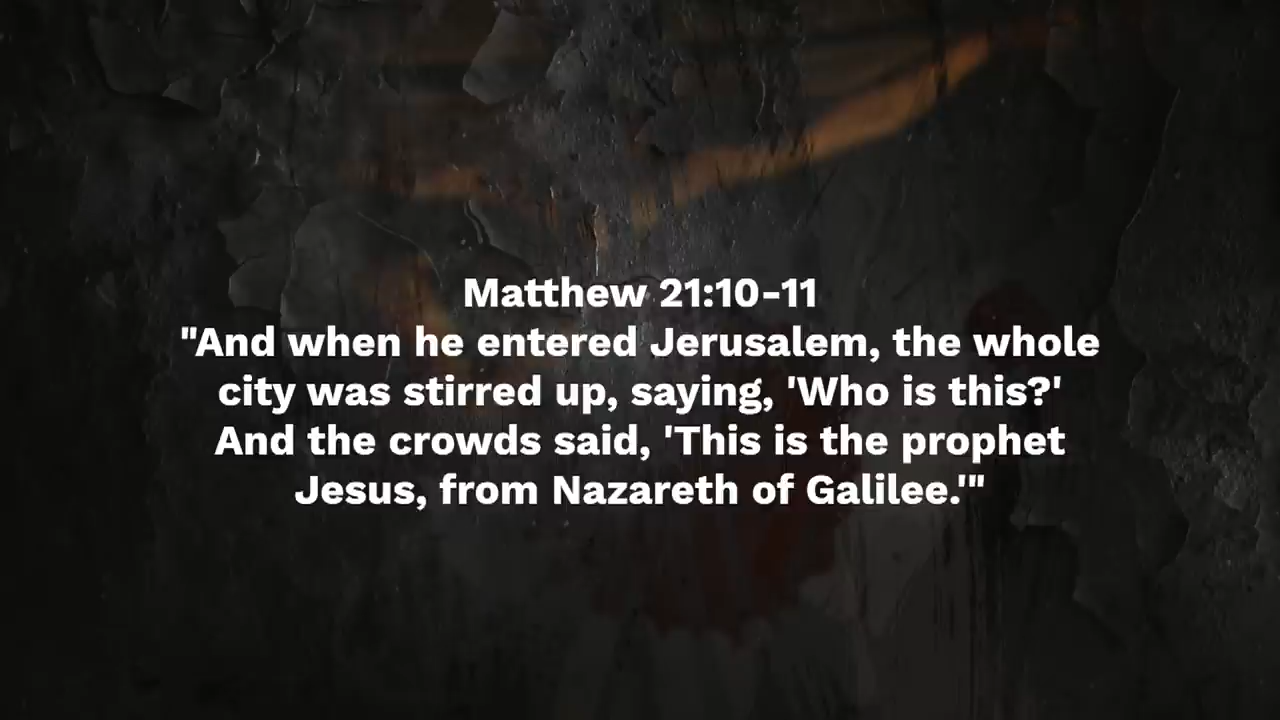 Matthew 21:10-11
"And when he entered Jerusalem, the whole
city was stirred up, saying, 'Who is this?'
And the crowds said, 'This is the prophet
Jesus, from Nazareth of Galilee.'"